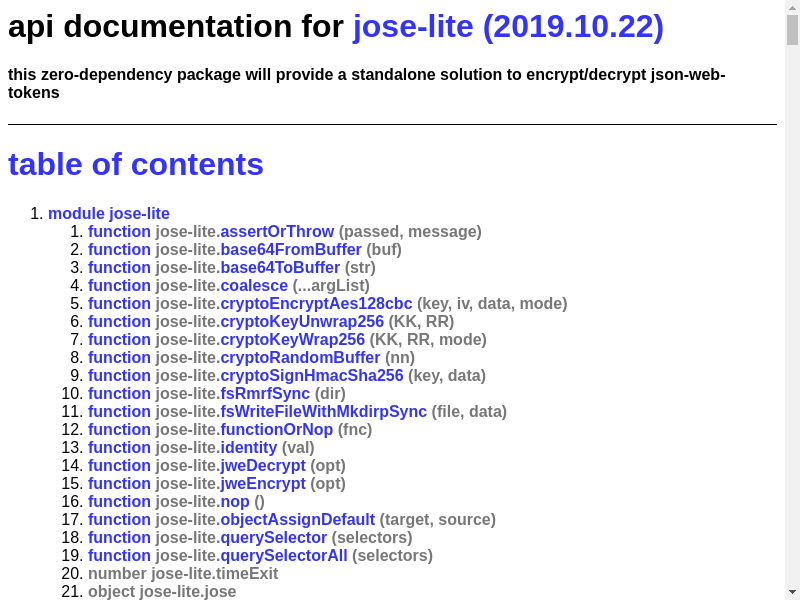 api documentation for jose-lite (2019.10.22)
this zero-dependency package will provide a standalone solution to encrypt/decrypt json-web-
tokens
table of contents
1. module jose-lite
1. function jose-lite.assertOrThrow (passed, message)
2. function jose-lite.base64FromBuffer (buf)
3. function jose-lite.base64ToBuffer (str)
4. function jose-lite.coalesce (...argList)
5. function jose-lite.cryptoEncryptAes128cbc (key, iv, data, mode)
6. function jose-lite.cryptoKeyUnwrap256 (KK, RR)
7. function jose-lite.cryptoKeyWrap256 (KK, RR, mode)
8. function jose-lite.cryptoRandomBuffer (nn)
9. function jose-lite.cryptoSignHmacSha256 (key, data)
10. function jose-lite.fsRmrfSync (dir)
11. function jose-lite.fsWriteFileWithMkdirpSync (file, data)
12. function jose-lite.functionOrNop (fnc)
13. function jose-lite.identity (val)
14. function jose-lite.jweDecrypt (opt)
15. function jose-lite.jweEncrypt (opt)
16. function jose-lite.nop ()
17. function jose-lite.objectAssignDefault (target, source)
18. function jose-lite.querySelector (selectors)
19. function jose-lite.querySelectorAll (selectors)
20. number jose-lite.timeExit
21. object jose-lite.jose